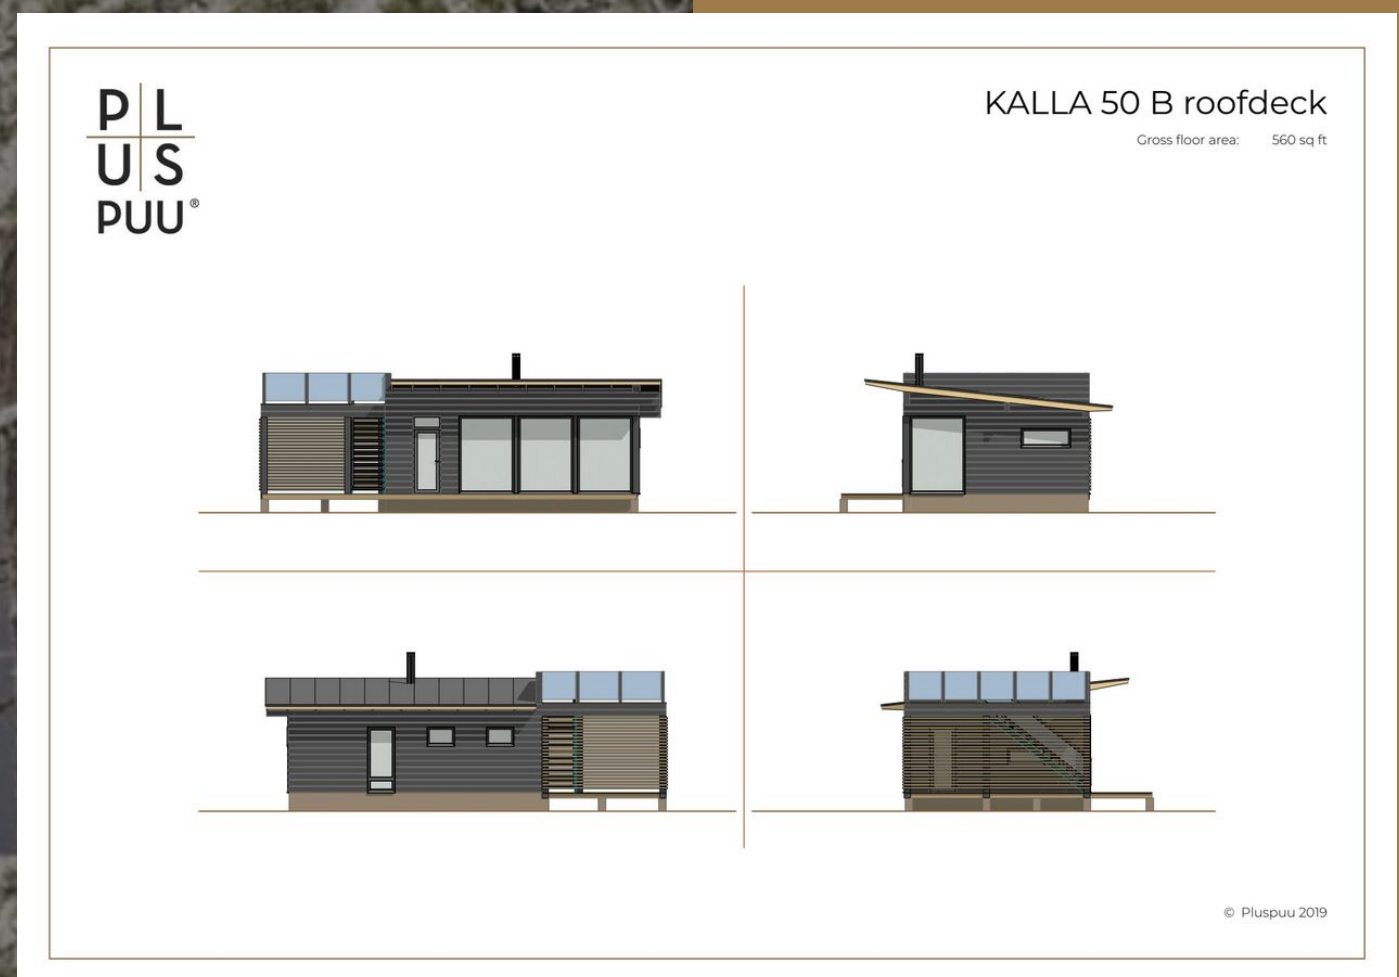 P L
U S
PUU®
KALLA 50 B roofdeck
Gross floor area: 560 sq ft
© Pluspuu 2019